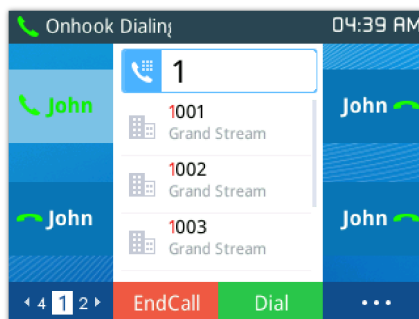 Onhook Dialing 04:39 AM
1
John
1001
Grand Stream
John
1002
Grand Stream
John
1003
Grand Stream
John
4 1 2 EndCall Dial ...